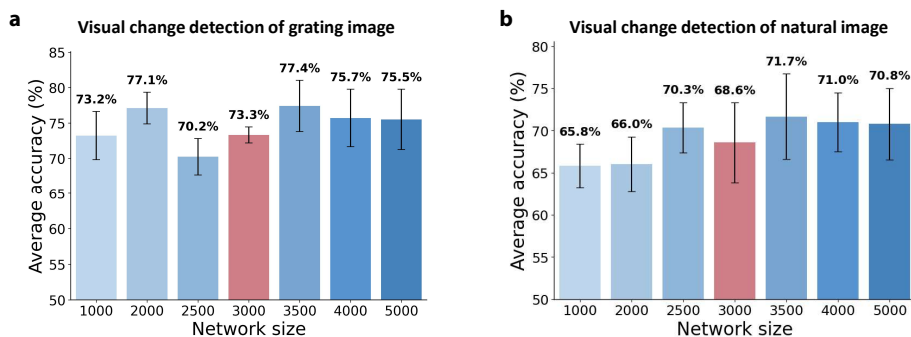 a
Visual change detection of grating image
85
80
75
70
65
60
55
50
Average accuracy (%)
73.2%
77.1%
70.2%
73.3%
77.4%
75.7%
75.5%
1000 2000 2500 3000 3500 4000 5000
Network size
b
Visual change detection of natural image
80
75
70
65
60
55
50
Average accuracy (%)
65.8%
66.0%
70.3%
68.6%
71.7%
71.0%
70.8%
1000 2000 2500 3000 3500 4000 5000
Network size